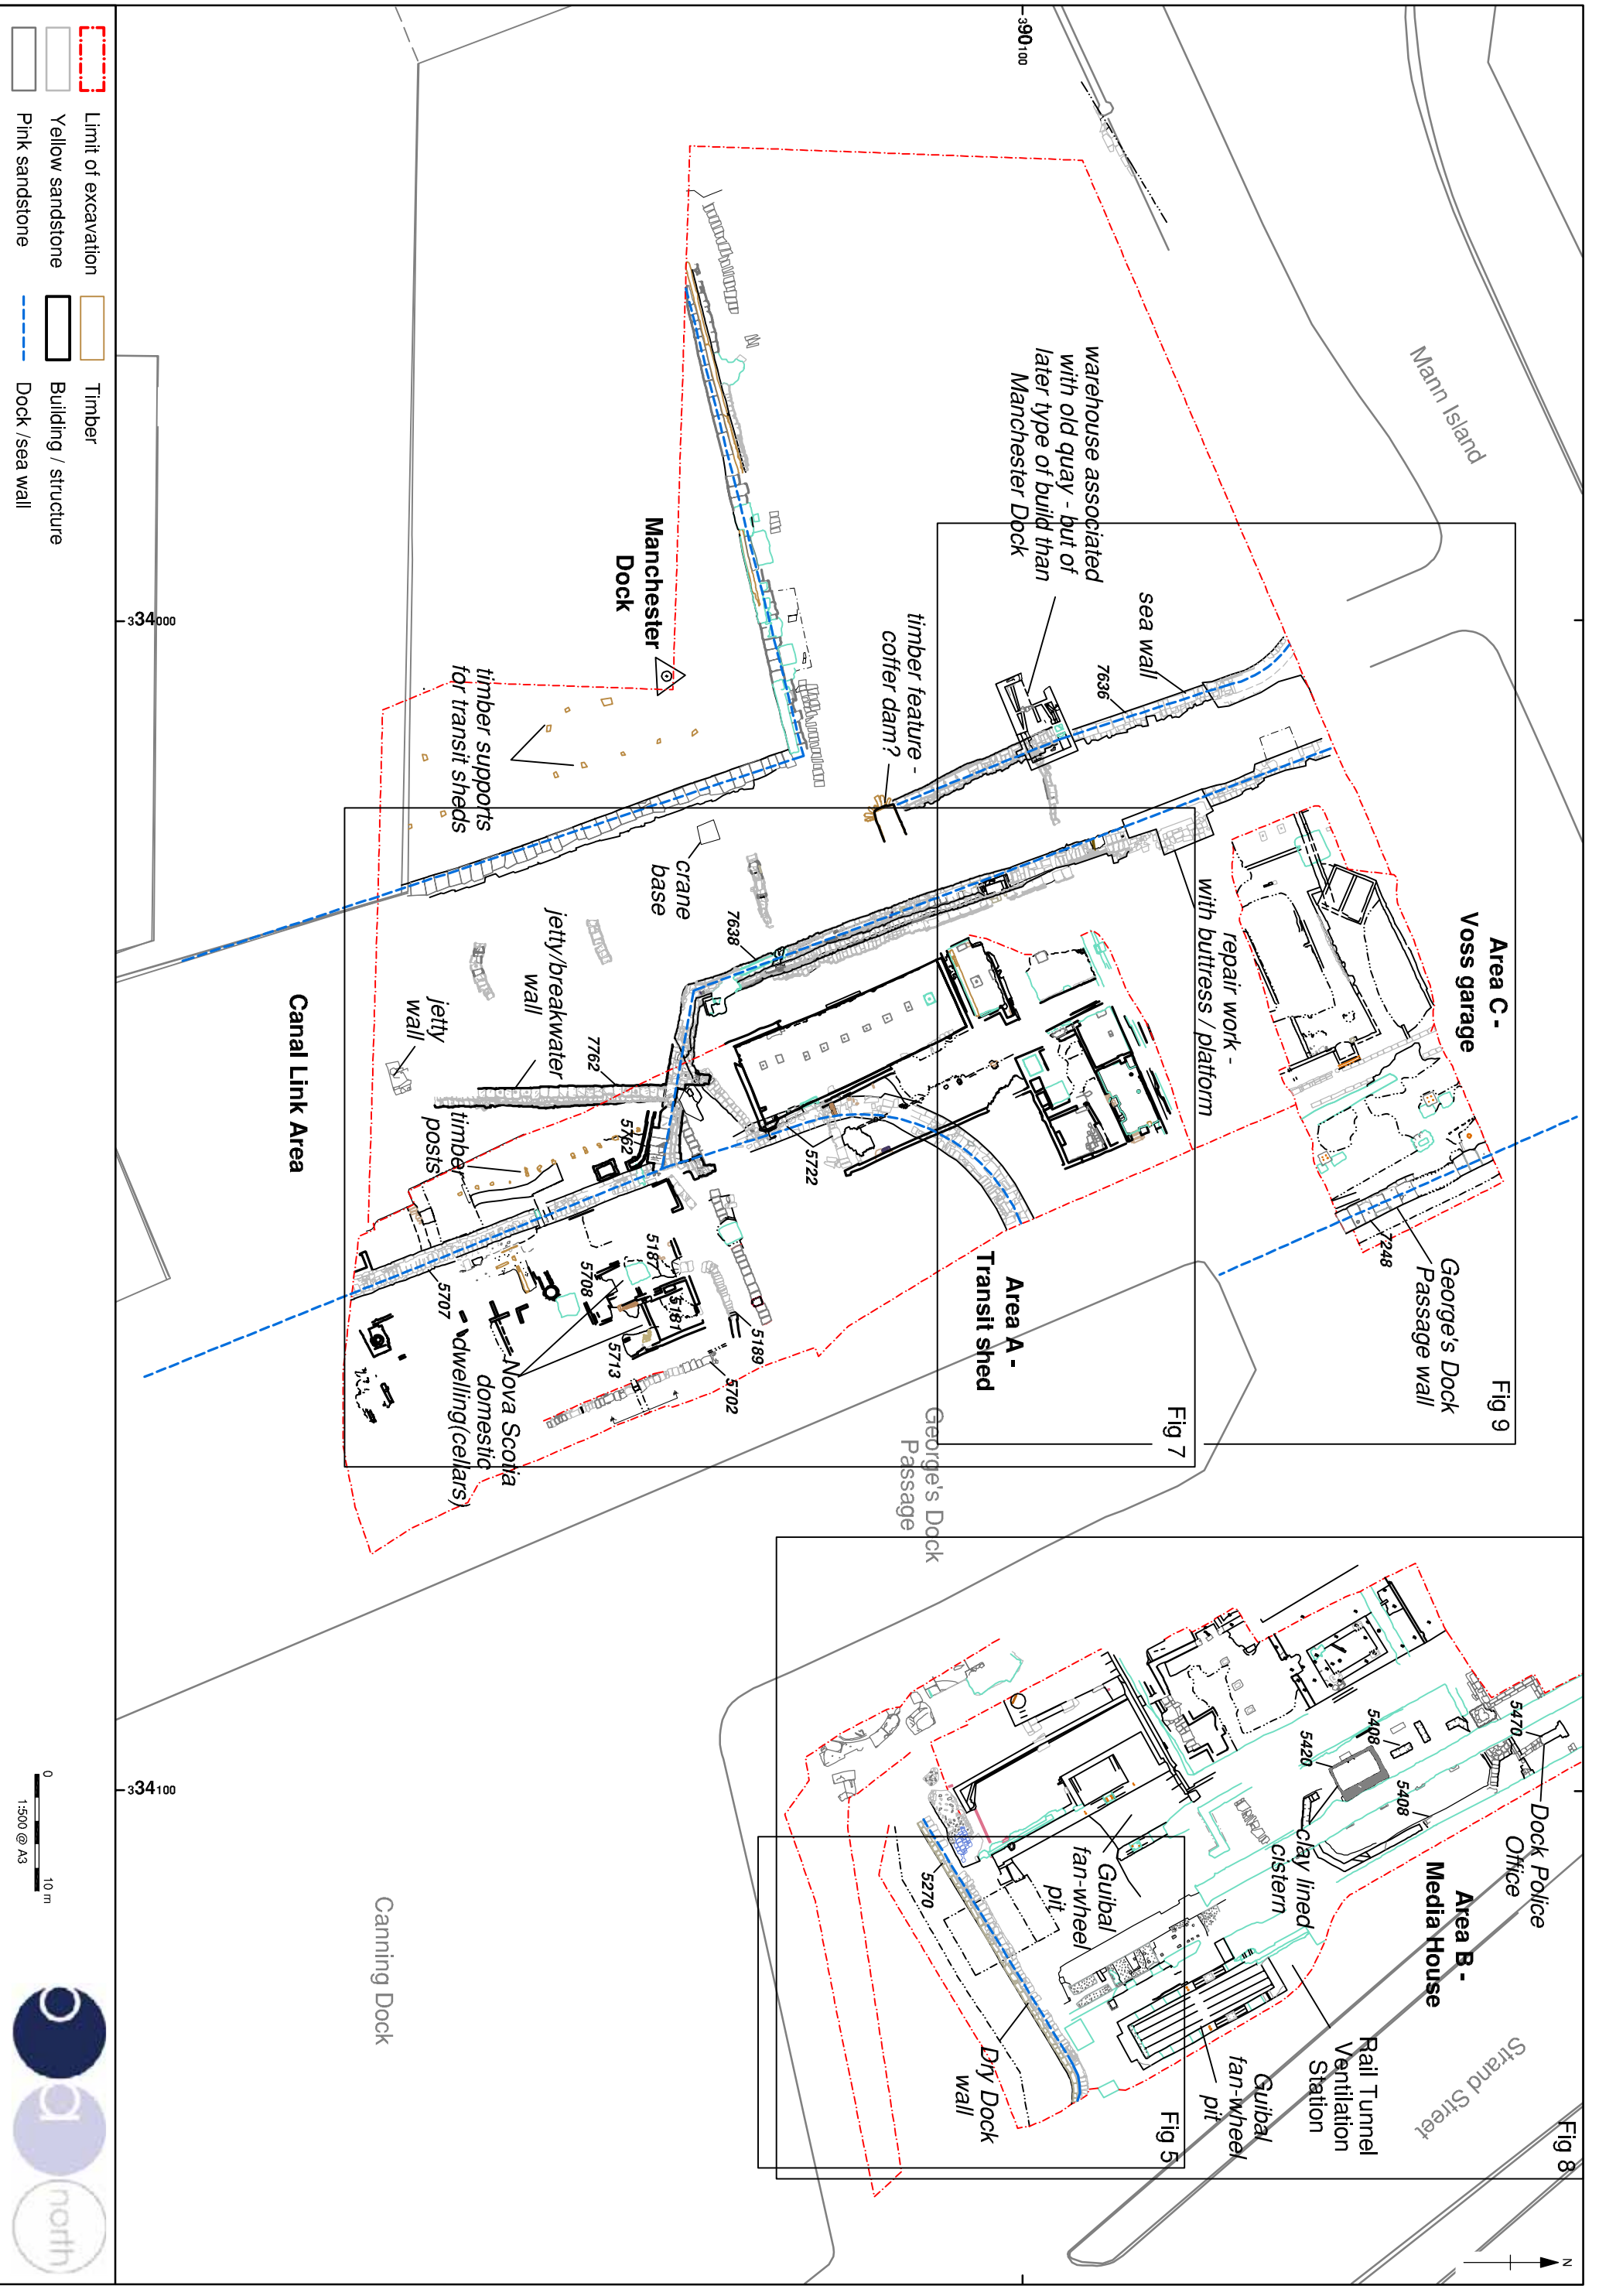 Fig 8
Strand Street
Rail Tunnel
Ventilation
Station
Guibal
fan-wheel
pit
Fig 5
Dock Police
Office
Area B -
Media House
5470
5408
5420
5408
clay lined
cistern
Guibal
fan-wheel
pit
5270
Dry Dock
wall
Canning Dock
Mann Island
Fig 9
Area C -
Voss garage
George's Dock
Passage wall
7248
repair work -
with buttress / platform
Fig 7
sea wall
7636
warehouse associated
with old quay - but of
later type of build than
Manchester Dock
timber feature -
coffer dam?
Area A -
Transit shed
George's Dock
Passage
Manchester
Dock
timber supports
for transit sheds
crane
base
7638
jetty/breakwater
wall
7762
jetty
wall
timber
posts
5762
5722
5187
5181
5708
5189
5713
5702
5707
Nova Scotia
domestic
dwelling(cellars)
Canal Link Area
390100
334000
334100
N
Limit of excavation
Yellow sandstone
Pink sandstone
Timber
Building / structure
Dock /sea wall
0
10 m
1:500 @ A3
oa
north